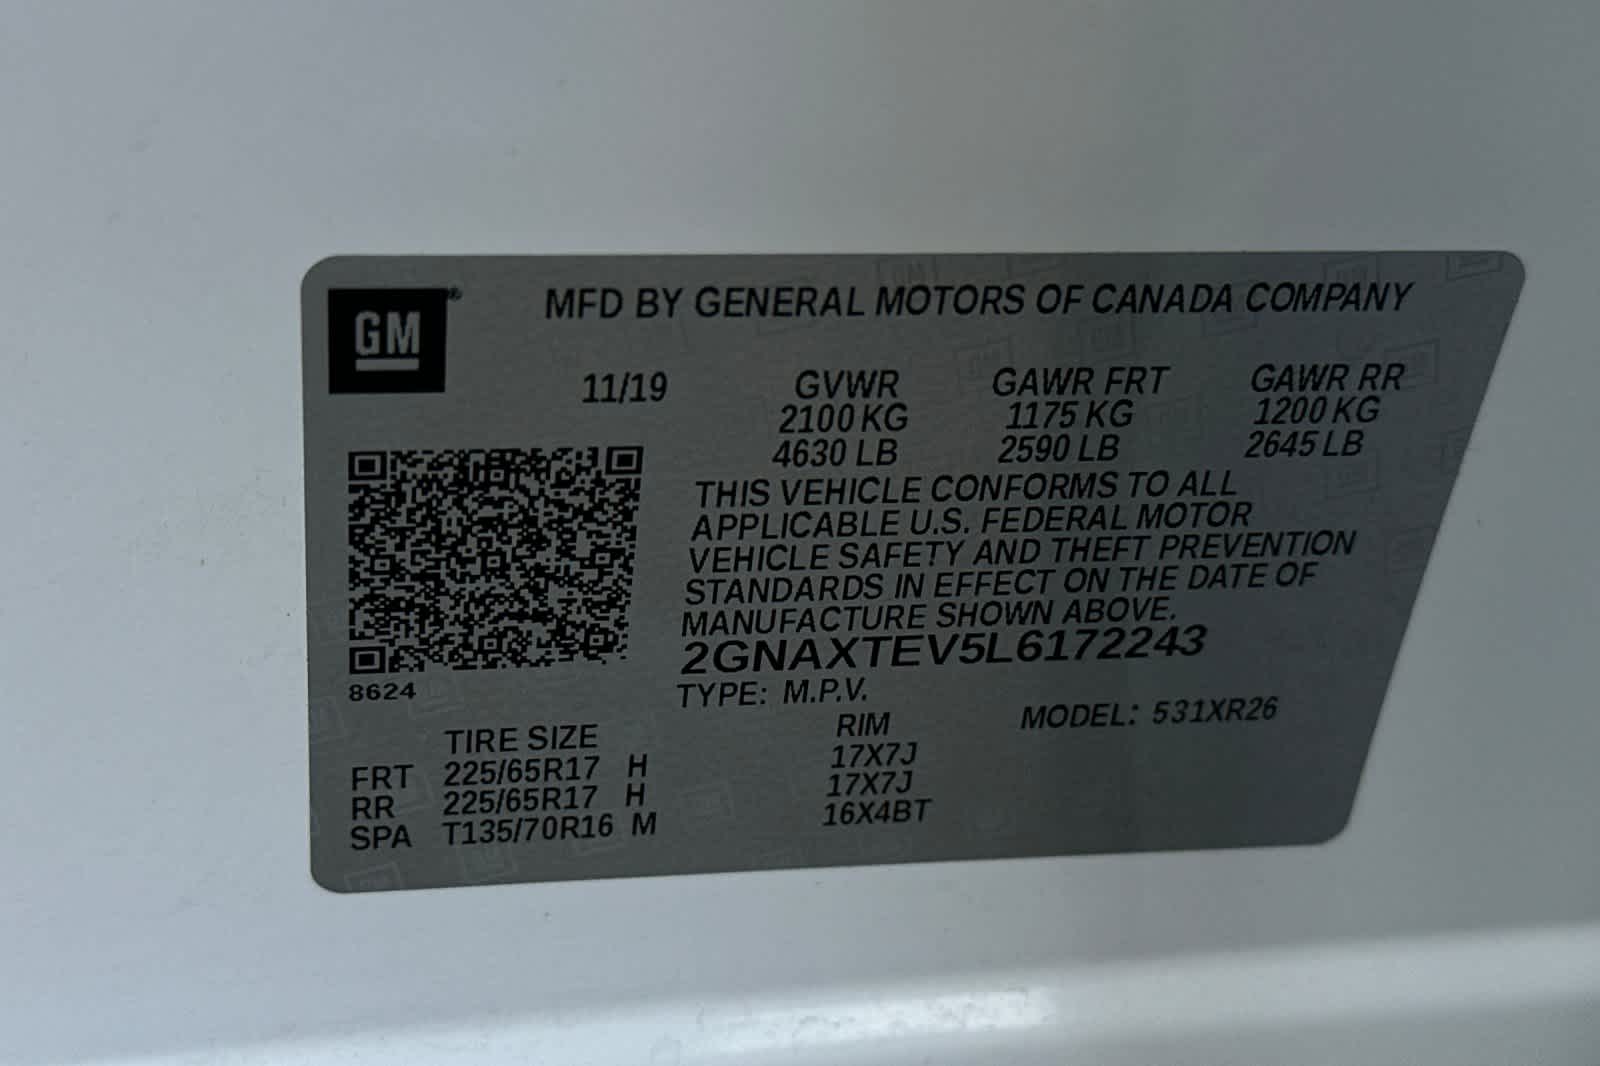 GM®
MFD BY GENERAL MOTORS OF CANADA COMPANY
11/19 GVWR GAWR FRT GAWR RR
2100 KG 1175 KG 1200 KG
4630 LB 2590 LB 2645 LB
THIS VEHICLE CONFORMS TO ALL
APPLICABLE U.S. FEDERAL MOTOR
VEHICLE SAFETY AND THEFT PREVENTION
STANDARDS IN EFFECT ON THE DATE OF
MANUFACTURE SHOWN ABOVE.
2GNAXTEV5L6172243
8624
TYPE: M.P.V. MODEL: 531XR26
TIRE SIZE RIM
FRT 225/65R17 H 17X7J
RR 225/65R17 H 17X7J
SPA T135/70R16 M 16X4BT